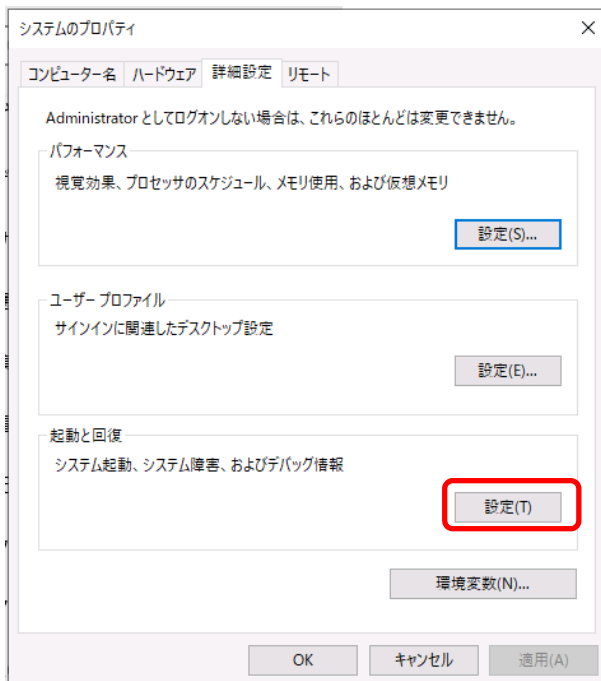 システムのプロパティ
コンピューター名 ハードウェア 詳細設定 リモート
Administrator としてログオンしない場合は、これらのほとんどは変更できません。
パフォーマンス
視覚効果、プロセッサのスケジュール、メモリ使用、および仮想メモリ
設定(S)...
ユーザー プロファイル
サインインに関連したデスクトップ設定
設定(E)...
起動と回復
システム起動、システム障害、およびデバッグ情報
設定(T)
環境変数(N)...
OK キャンセル 適用(A)